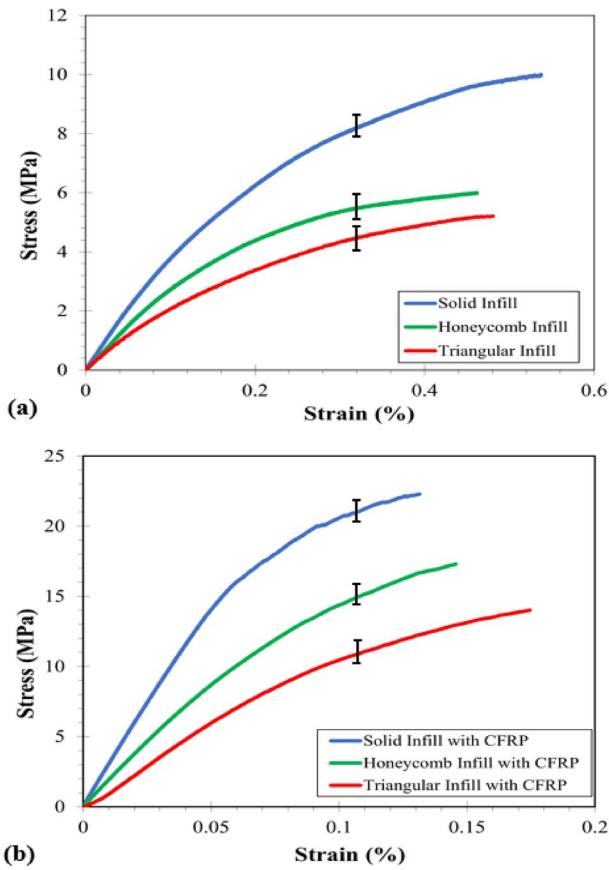 12
10
8
6
4
2
0
Stress (MPa)
Solid Infill
Honeycomb Infill
Triangular Infill
0 0.2 0.4 0.6
(a) Strain (%)
25
20
15
10
5
0
Stress (MPa)
Solid Infill with CFRP
Honeycomb Infill with CFRP
Triangular Infill with CFRP
0 0.05 0.1 0.15 0.2
(b) Strain (%)